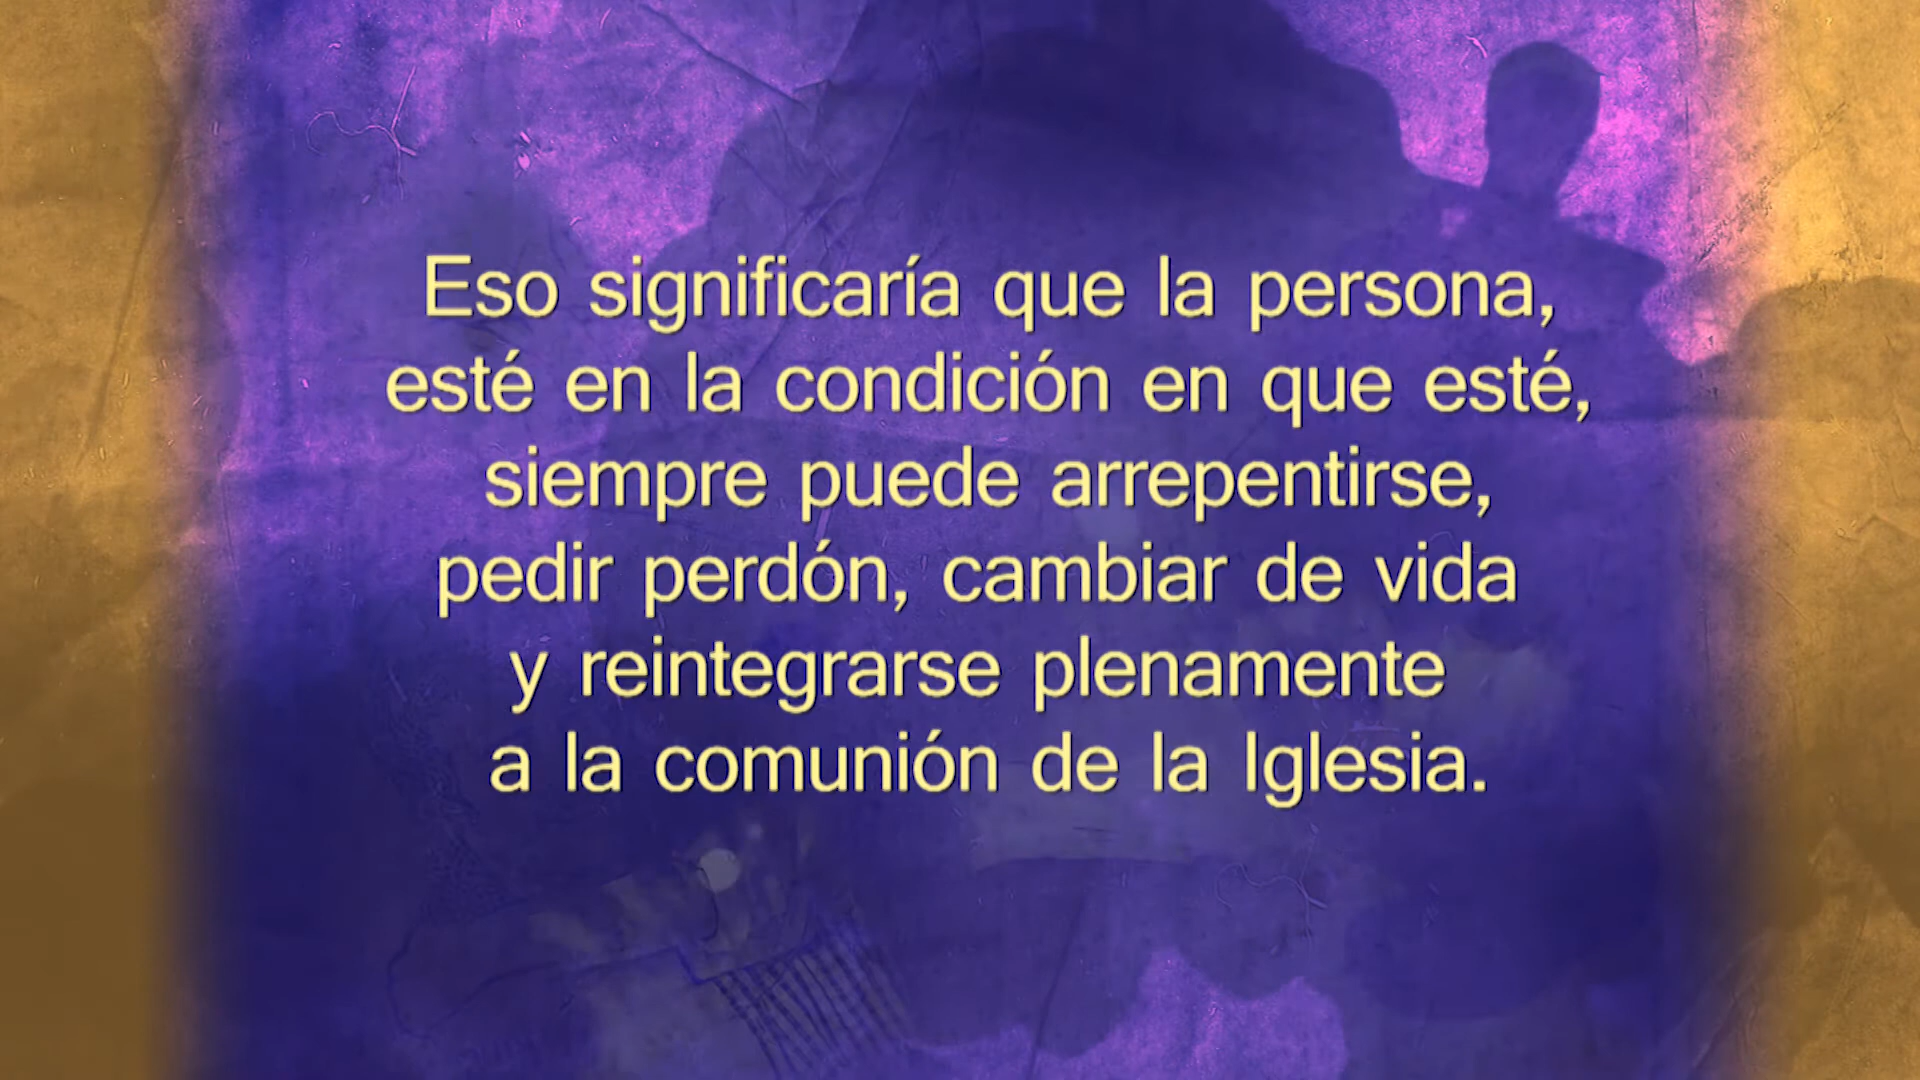 Eso significaría que la persona,
esté en la condición en que esté,
siempre puede arrepentirse,
pedir perdón, cambiar de vida
y reintegrarse plenamente
a la comunión de la Iglesia.